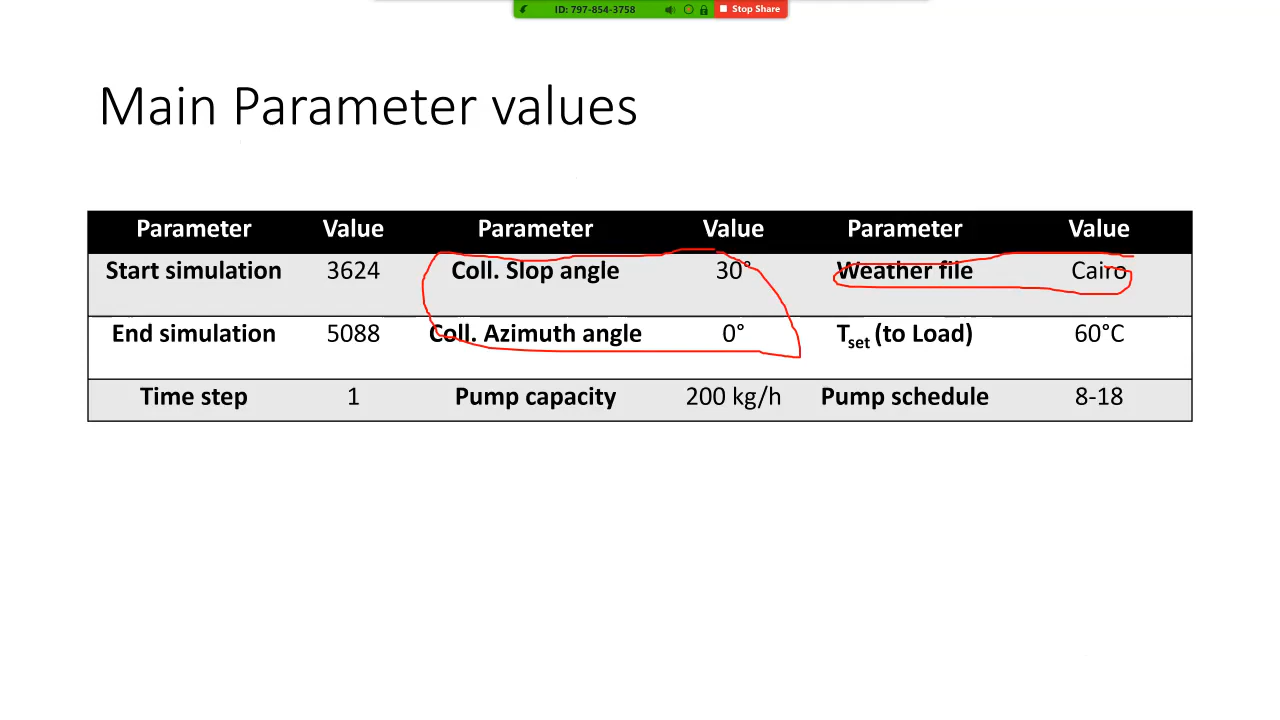 ID: 797-854-3758 Stop Share
Main Parameter values
Parameter Value Parameter Value Parameter Value
Start simulation 3624 Coll. Slop angle 30° Weather file Cairo
End simulation 5088 Coll. Azimuth angle 0° Tset (to Load) 60°C
Time step 1 Pump capacity 200 kg/h Pump schedule 8-18